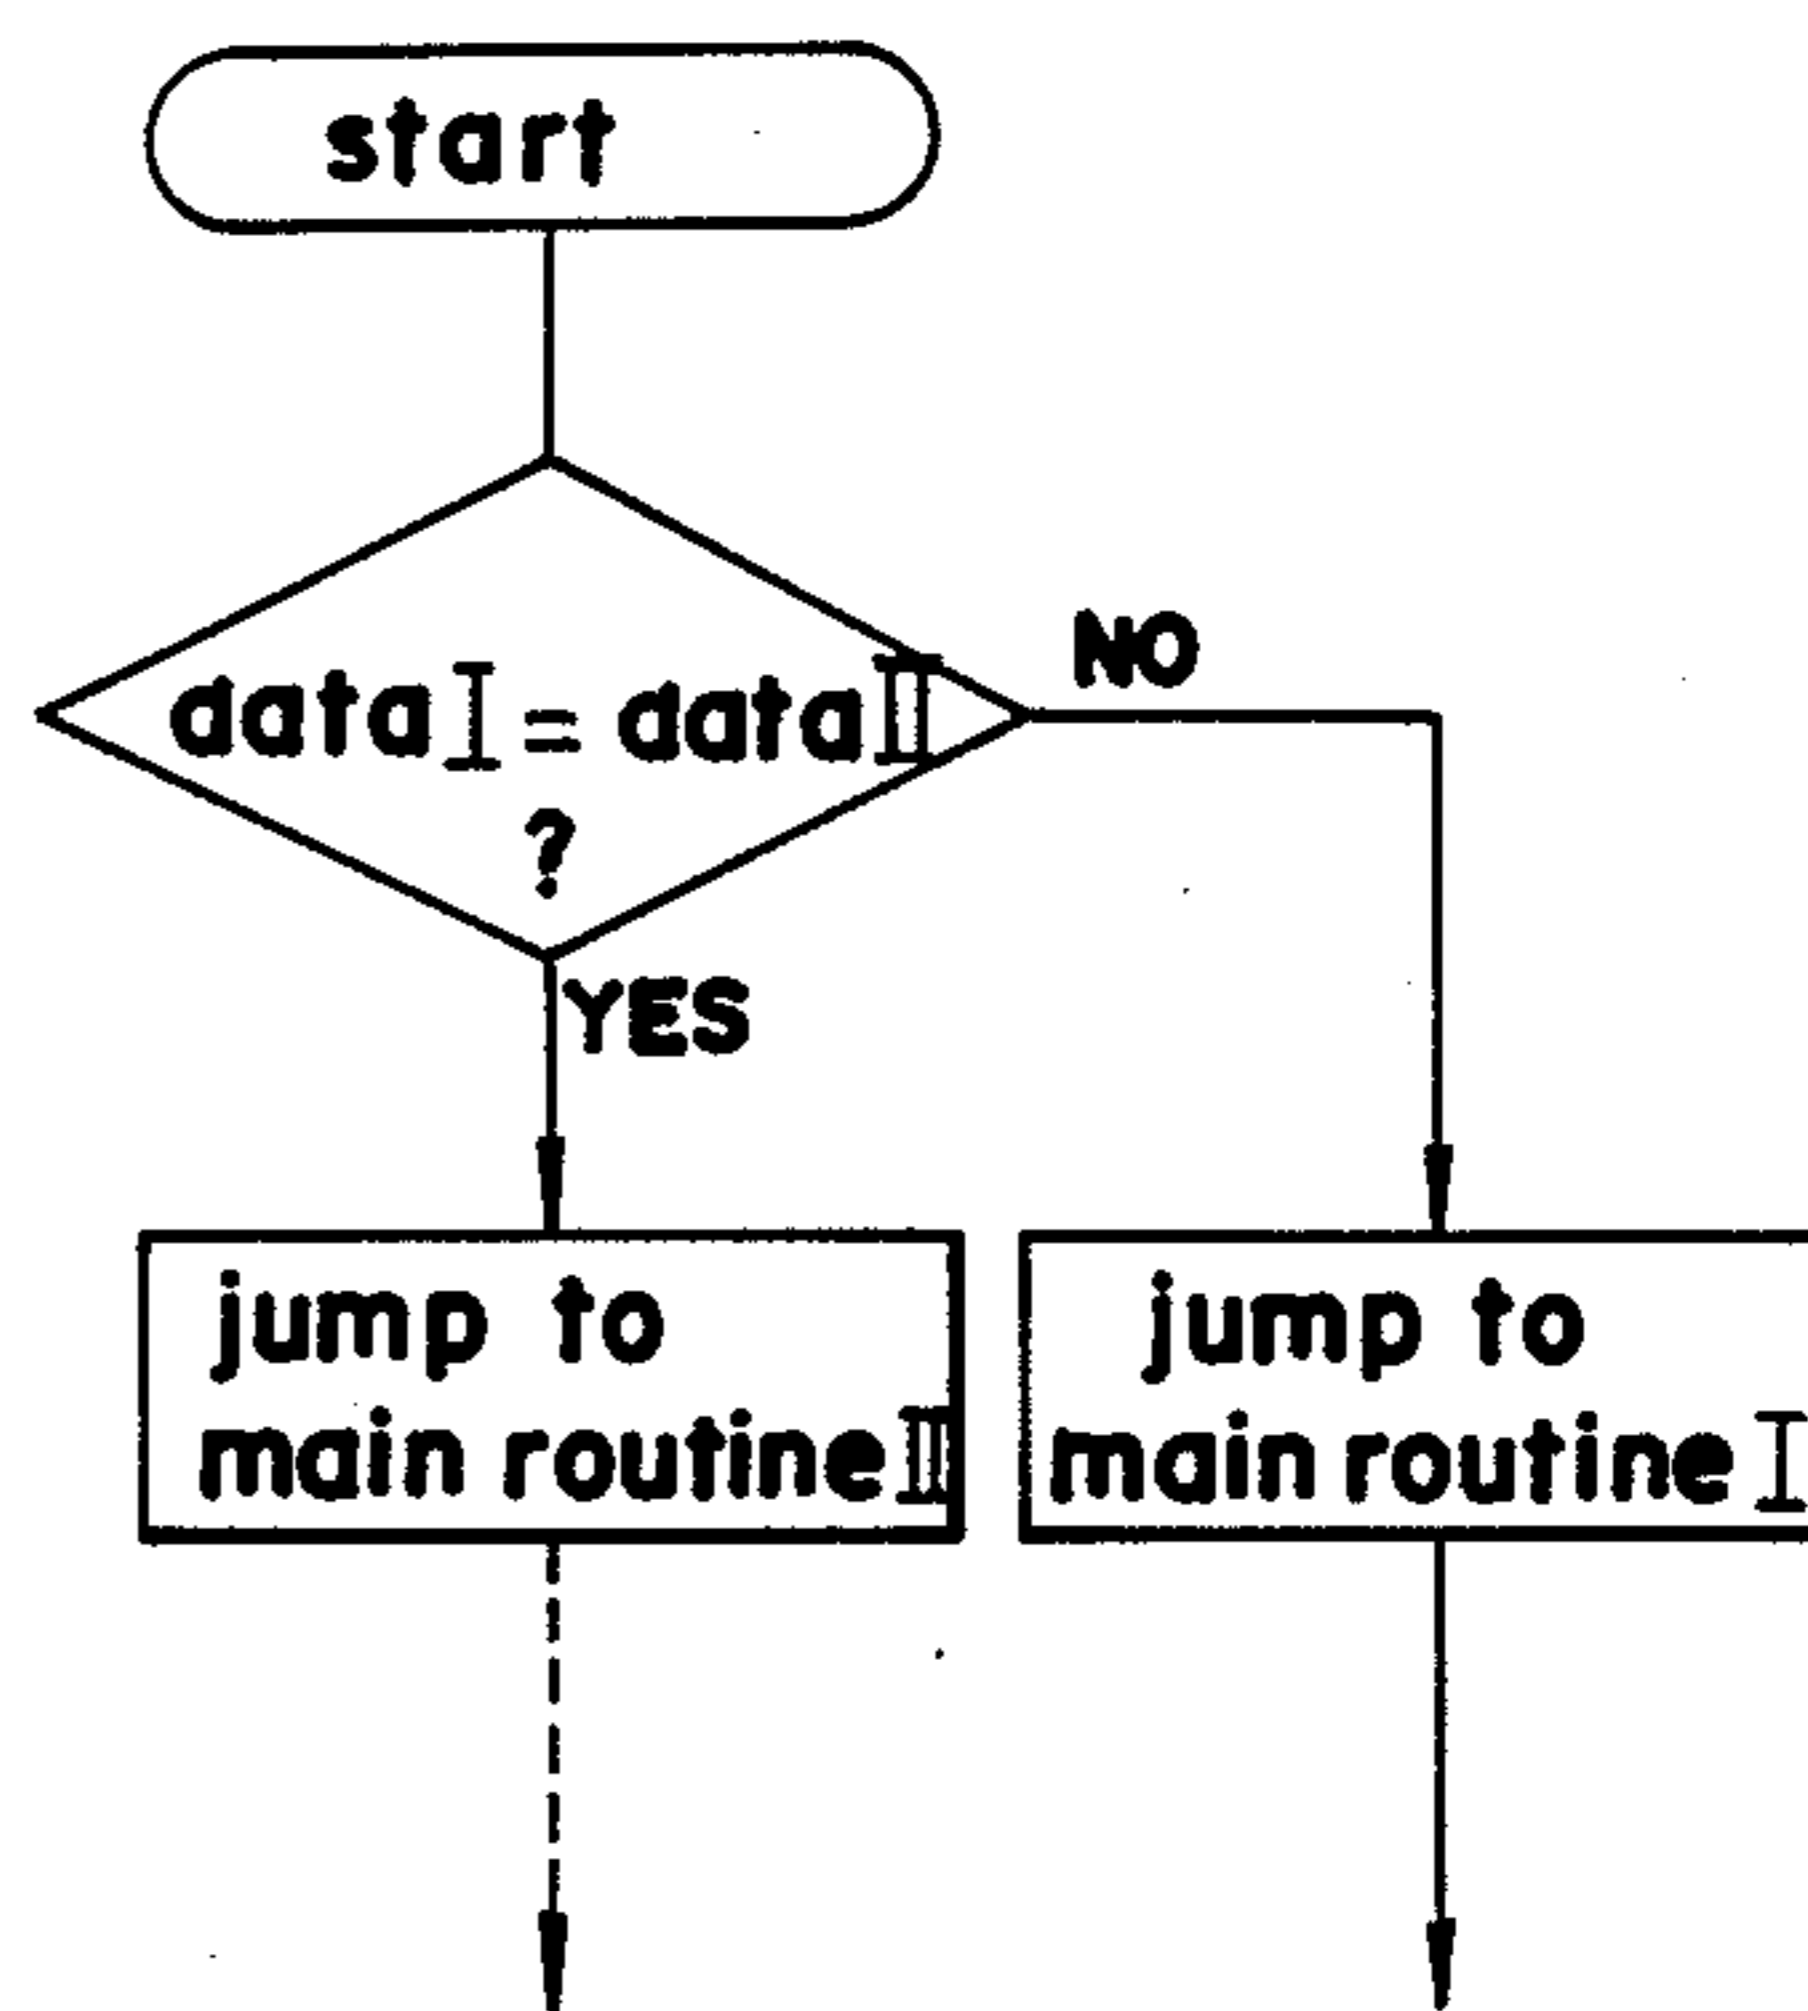 start
data I = data II
?
NO
YES
jump to
main routine II
jump to
main routine I